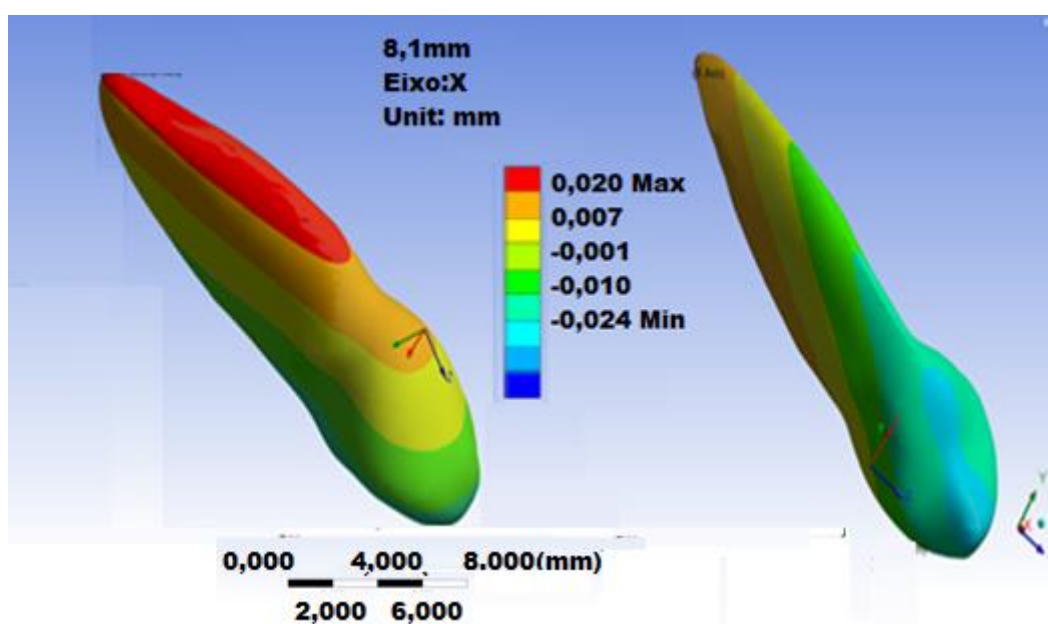 8,1mm
Eixo:X
Unit: mm
0,020 Max
0,007
-0,001
-0,010
-0,024 Min
0,000 4,000 8.000(mm)
2,000 6,000
Y
X